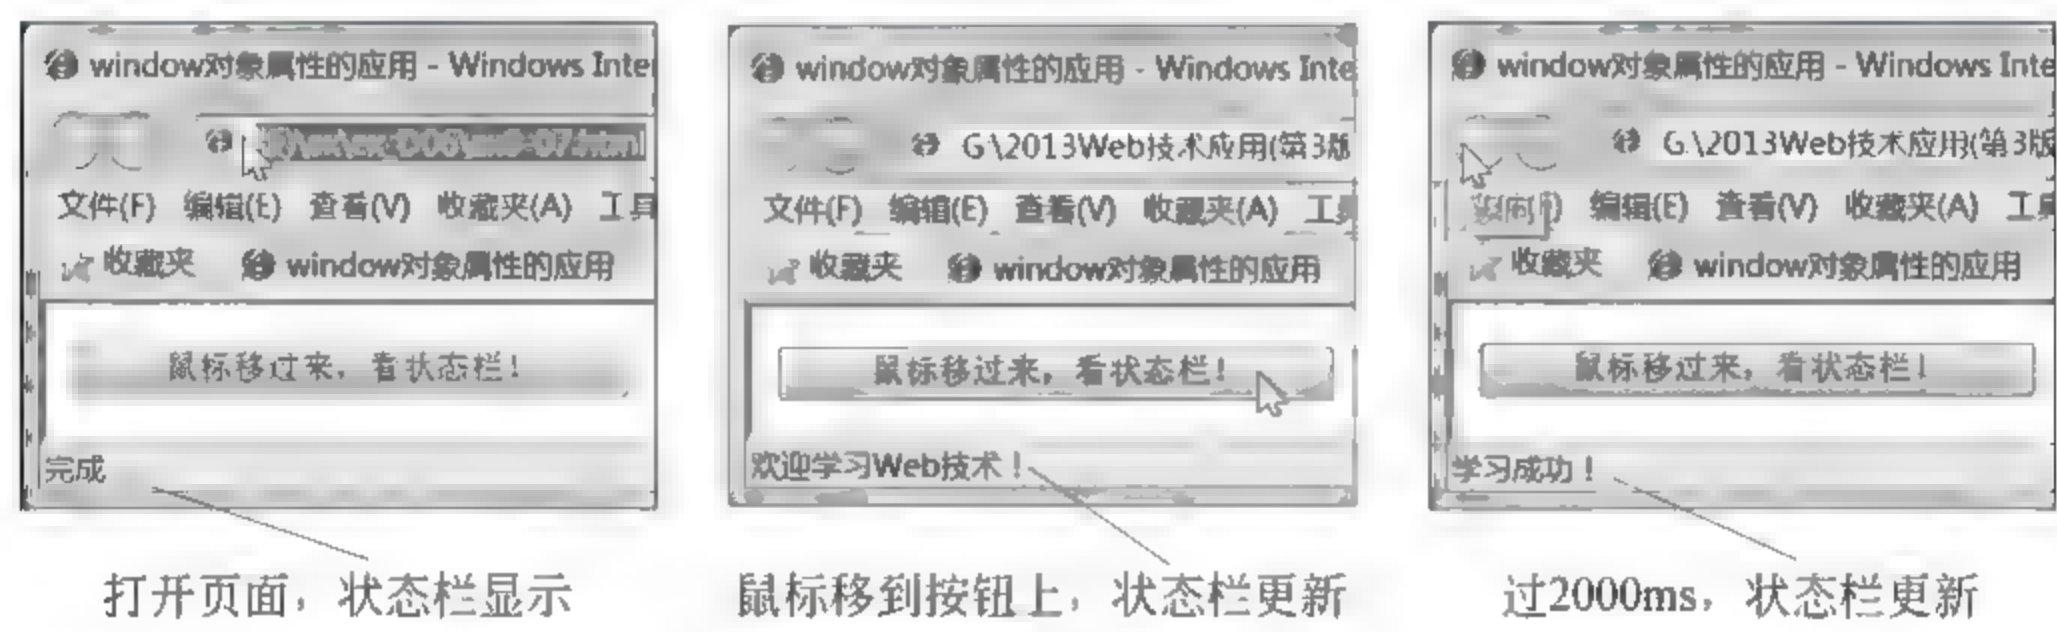 window对象属性的应用 - Windows Inte
文件(F) 编辑(E) 查看(V) 收藏夹(A) 工具
收藏夹 window对象属性的应用
鼠标移过来，看状态栏！
完成
打开页面，状态栏显示
window对象属性的应用 - Windows Inte
G:\2013Web技术应用(第3版
文件(F) 编辑(E) 查看(V) 收藏夹(A) 工具
收藏夹 window对象属性的应用
鼠标移过来，看状态栏！
欢迎学习Web技术！
鼠标移到按钮上，状态栏更新
window对象属性的应用 - Windows Inte
G:\2013Web技术应用(第3版
编辑(E) 查看(V) 收藏夹(A) 工具
收藏夹 window对象属性的应用
鼠标移过来，看状态栏！
学习成功！
过2000ms，状态栏更新